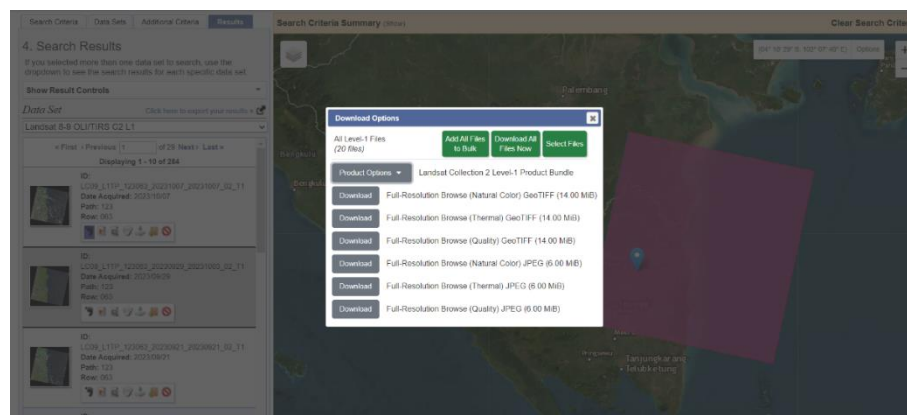 Search Criteria
Data Sets
Additional Criteria
Results
4. Search Results
If you selected more than one data set to search, use the
dropdown to see the search results for each specific data set.
Show Result Controls
Data Set
Click here to export your results »
Landsat 8-9 OLI/TIRS C2 L1
« First ‹ Previous 1 of 29 Next › Last »
Displaying 1 - 10 of 284
ID:
Date Acquired: 2023/10/07
Path: 123
Row: 063
ID:
Date Acquired: 2023/09/29
Path: 123
Row: 063
ID:
Date Acquired: 2023/09/21
Path: 123
Row: 063
Search Criteria Summary (Show)
Clear Search Crite
Options
Palembang
Download Options
All Level-1 Files
(20 files)
Add All Files
to Bulk
Download All
Files Now
Select Files
Product Options
Landsat Collection 2 Level-1 Product Bundle
Download Full-Resolution Browse (Natural Color) GeoTIFF (14.00 MiB)
Download Full-Resolution Browse (Thermal) GeoTIFF (14.00 MiB)
Download Full-Resolution Browse (Quality) GeoTIFF (14.00 MiB)
Download Full-Resolution Browse (Natural Color) JPEG (6.00 MiB)
Download Full-Resolution Browse (Thermal) JPEG (6.00 MiB)
Download Full-Resolution Browse (Quality) JPEG (6.00 MiB)